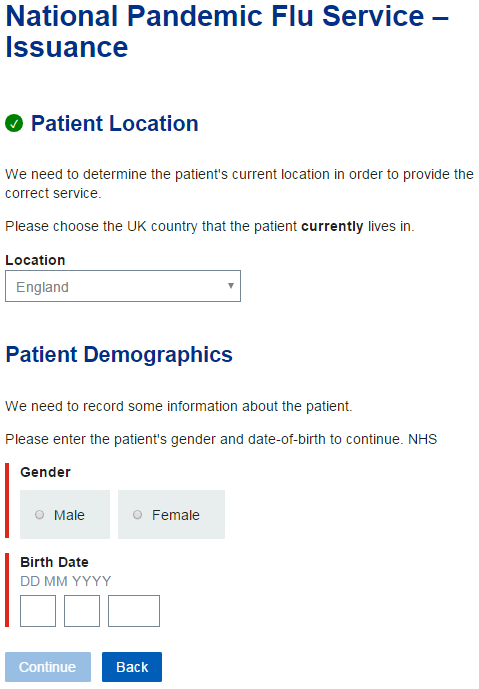 National Pandemic Flu Service –
Issuance
Patient Location
We need to determine the patient's current location in order to provide the
correct service.
Please choose the UK country that the patient currently lives in.
Location
England
Patient Demographics
We need to record some information about the patient.
Please enter the patient's gender and date-of-birth to continue. NHS
Gender
Male Female
Birth Date
DD MM YYYY
Continue Back